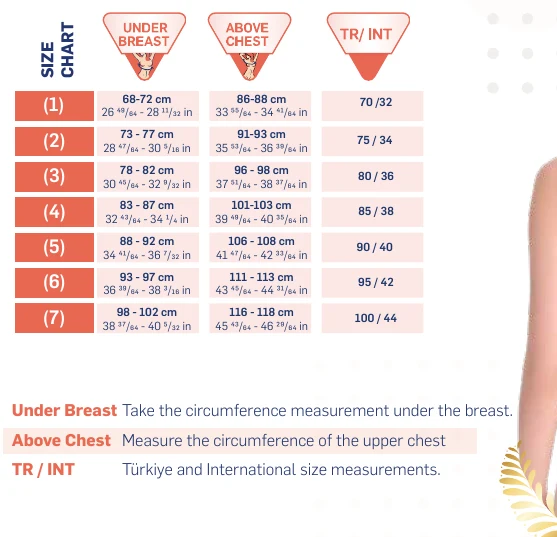 SIZE
CHART
UNDER
BREAST
ABOVE
CHEST
TR/ INT
(1)
68-72 cm
26 ⁴⁹/₆₄ - 28 ¹¹/₃₂ in
86-88 cm
33 ⁵⁵/₆₄ - 34 ⁴¹/₆₄ in
70 /32
(2)
73 - 77 cm
28 ⁴⁷/₆₄ - 30 ⁵/₁₆ in
91-93 cm
35 ⁵³/₆₄ - 36 ³⁹/₆₄ in
75 / 34
(3)
78 - 82 cm
30 ⁴⁵/₆₄ - 32 ⁹/₃₂ in
96 - 98 cm
37 ⁵¹/₆₄ - 38 ³⁷/₆₄ in
80 / 36
(4)
83 - 87 cm
32 ⁴³/₆₄ - 34 ¹/₄ in
101-103 cm
39 ⁴⁹/₆₄ - 40 ³⁵/₆₄ in
85 / 38
(5)
88 - 92 cm
34 ⁴¹/₆₄ - 36 ⁷/₃₂ in
106 - 108 cm
41 ⁴⁷/₆₄ - 42 ³³/₆₄ in
90 / 40
(6)
93 - 97 cm
36 ³⁹/₆₄ - 38 ³/₁₆ in
111 - 113 cm
43 ⁴⁵/₆₄ - 44 ³¹/₆₄ in
95 / 42
(7)
98 - 102 cm
38 ³⁷/₆₄ - 40 ⁵/₃₂ in
116 - 118 cm
45 ⁴³/₆₄ - 46 ²⁹/₆₄ in
100 / 44
Under Breast Take the circumference measurement under the breast.
Above Chest Measure the circumference of the upper chest
TR / INT Türkiye and International size measurements.